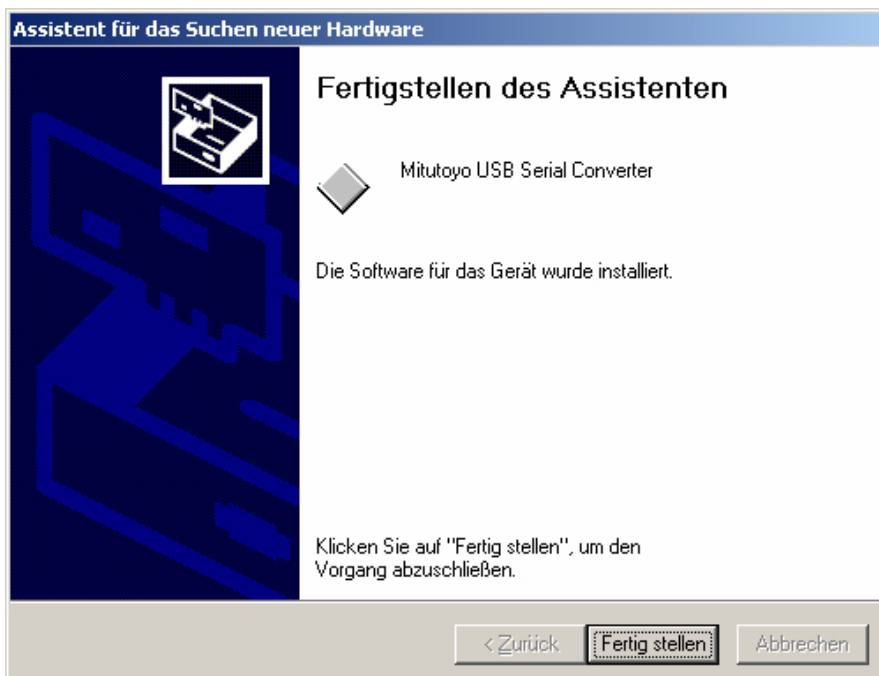 Assistent für das Suchen neuer Hardware
Fertigstellen des Assistenten
Mitutoyo USB Serial Converter
Die Software für das Gerät wurde installiert.
Klicken Sie auf "Fertig stellen", um den
Vorgang abzuschließen.
< Zurück Fertig stellen Abbrechen